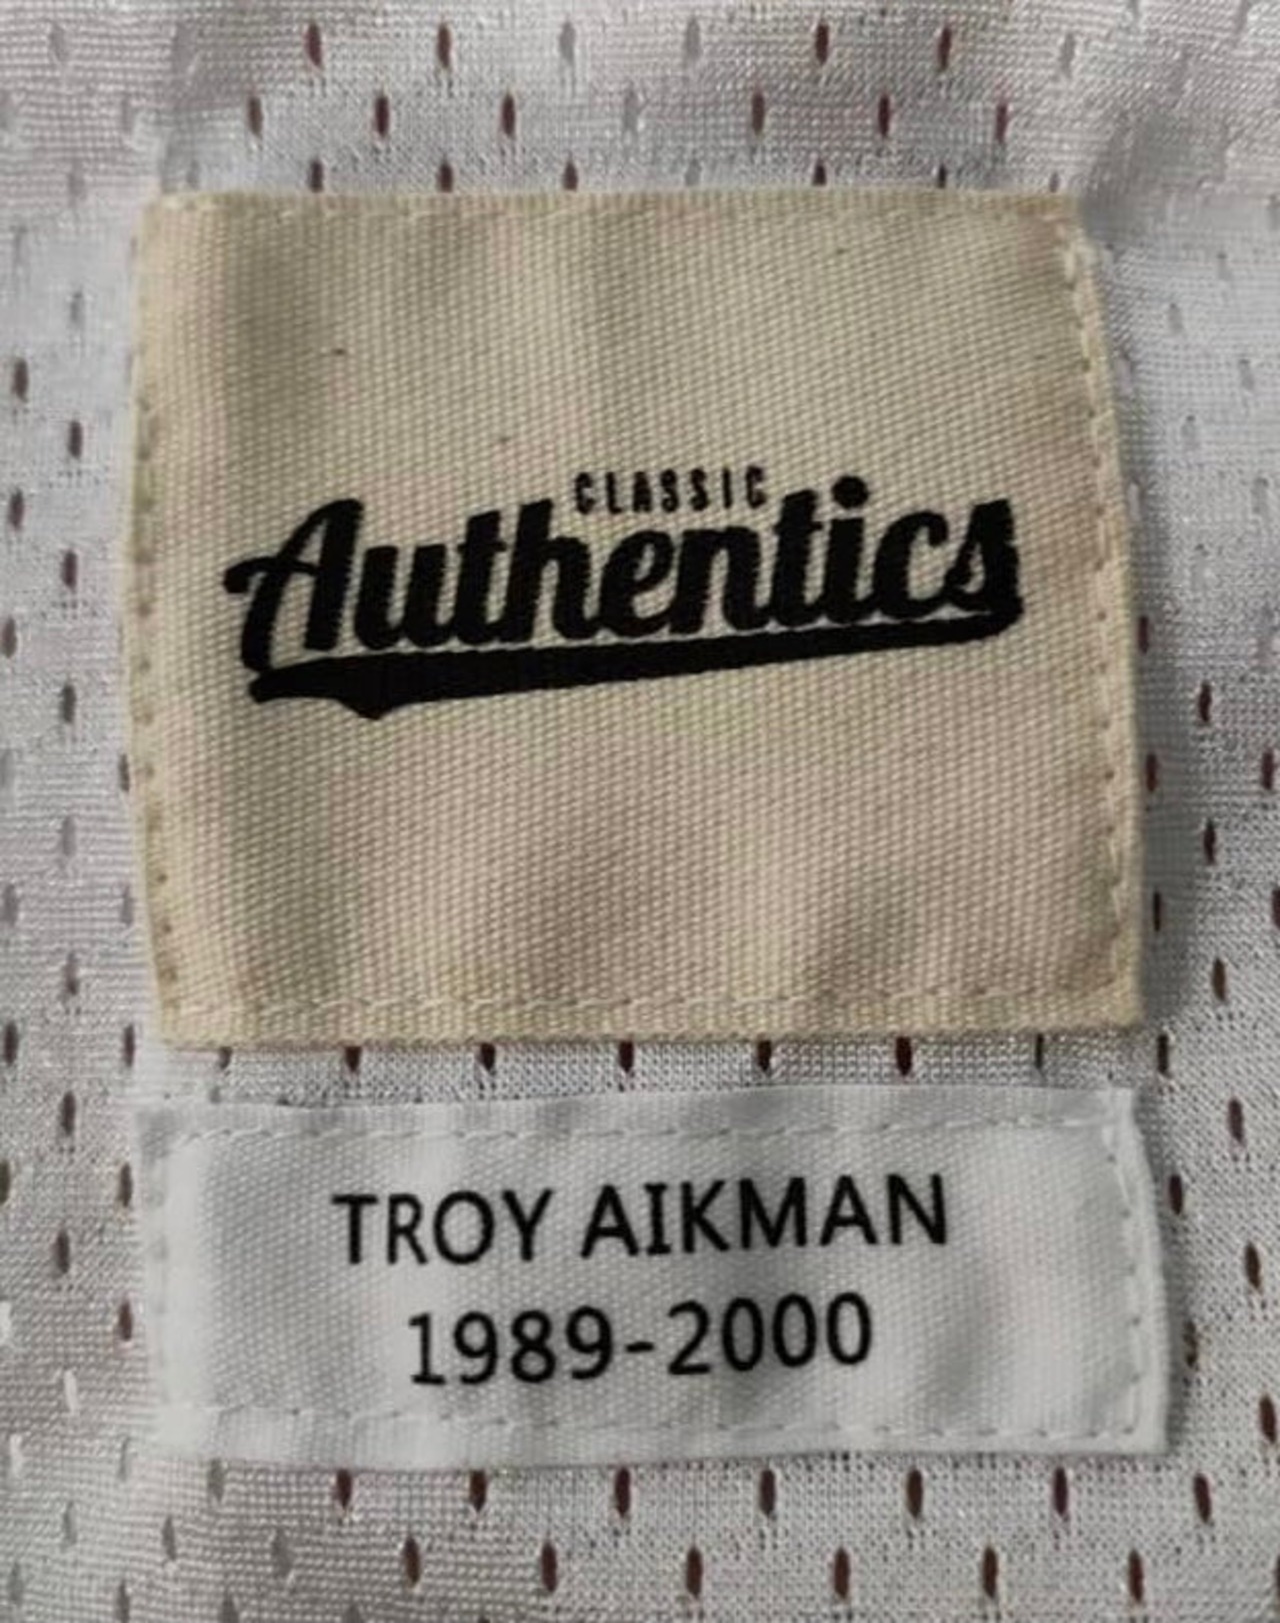 CLASSIC
Authentics
TROY AIKMAN
1989-2000